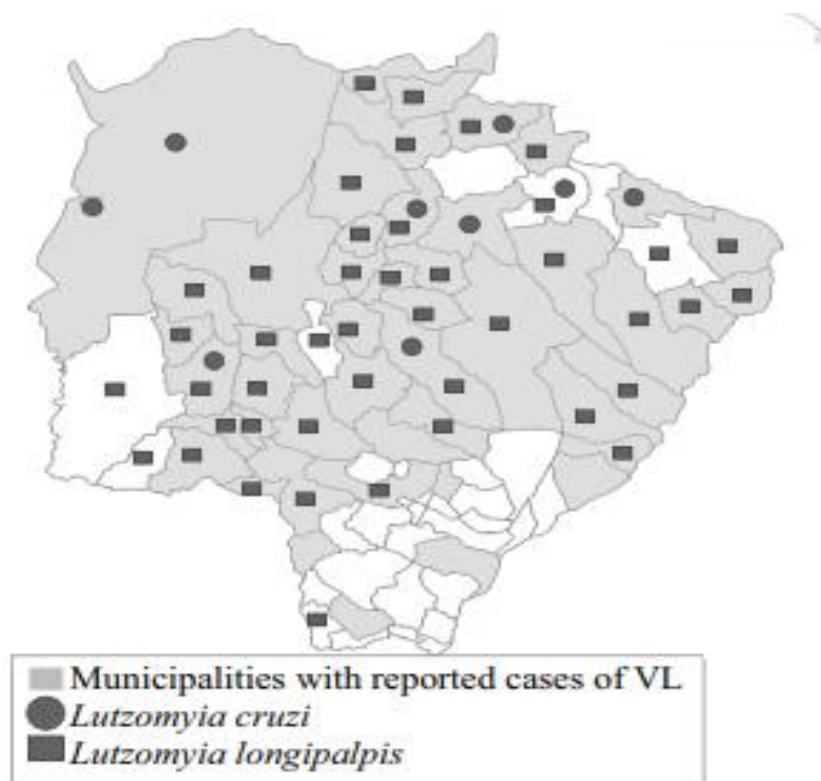 Municipalities with reported cases of VL
Lutzomyia cruzi
Lutzomyia longipalpis